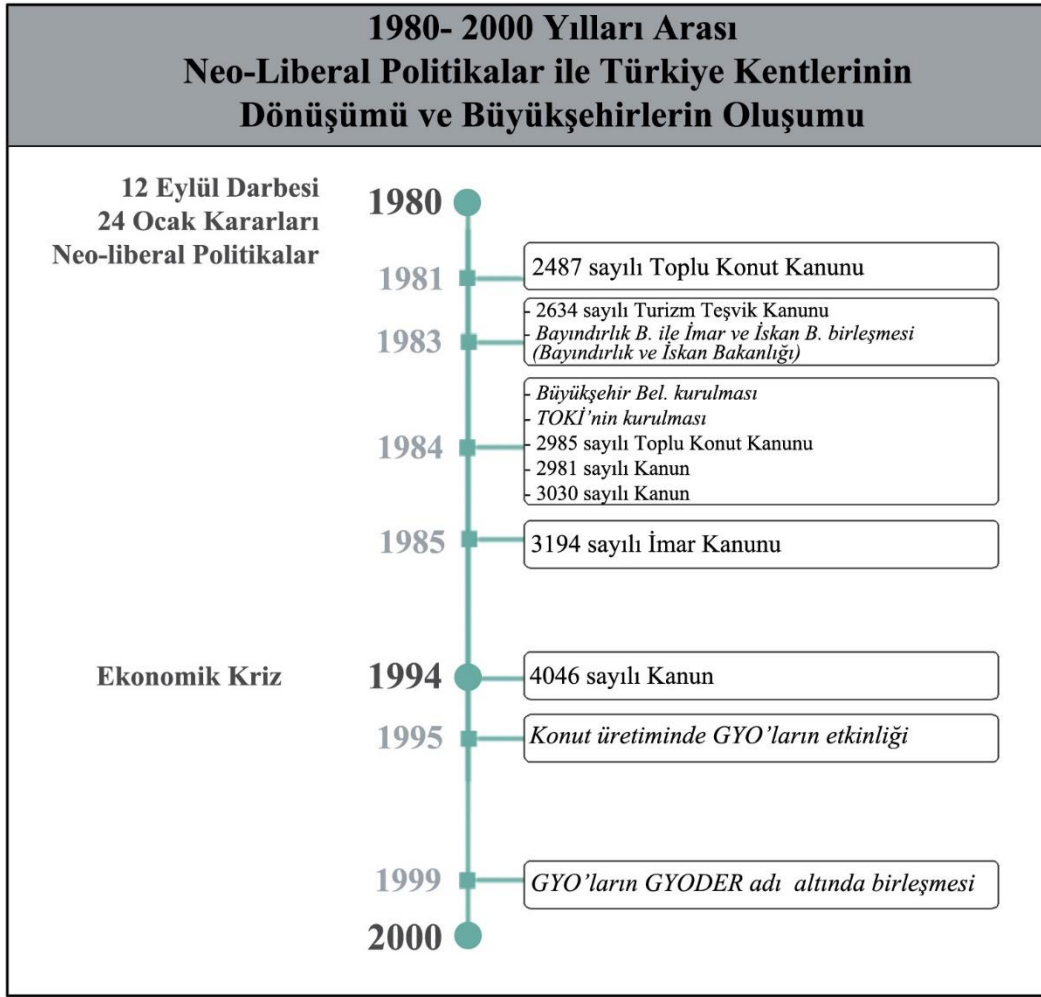 1980- 2000 Yılları Arası
Neo-Liberal Politikalar ile Türkiye Kentlerinin
Dönüşümü ve Büyükşehirlerin Oluşumu
12 Eylül Darbesi
24 Ocak Kararları
Neo-liberal Politikalar
1980
1981
2487 sayılı Toplu Konut Kanunu
1983
- 2634 sayılı Turizm Teşvik Kanunu
- Bayındırlık B. ile İmar ve İskan B. birleşmesi
(Bayındırlık ve İskan Bakanlığı)
1984
- Büyükşehir Bel. kurulması
- TOKİ’nin kurulması
- 2985 sayılı Toplu Konut Kanunu
- 2981 sayılı Kanun
- 3030 sayılı Kanun
1985
3194 sayılı İmar Kanunu
Ekonomik Kriz
1994
4046 sayılı Kanun
1995
Konut üretiminde GYO’ların etkinliği
1999
GYO’ların GYODER adı altında birleşmesi
2000